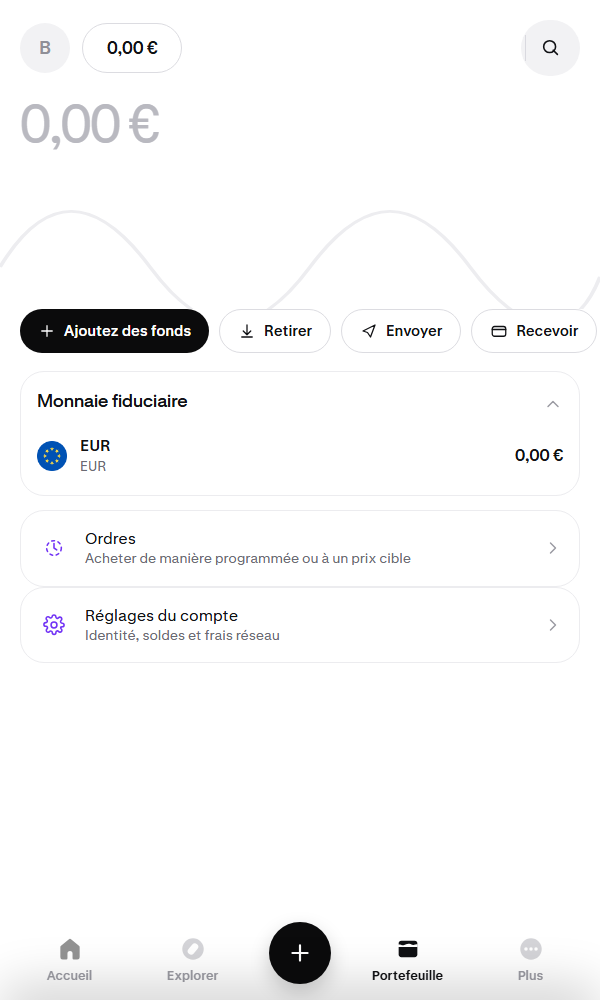 B
0,00 €
0,00 €
Ajoutez des fonds
Retirer
Envoyer
Recevoir
Monnaie fiduciaire
EUR
EUR
0,00 €
Ordres
Acheter de manière programmée ou à un prix cible
Réglages du compte
Identité, soldes et frais réseau
Accueil
Explorer
Portefeuille
Plus